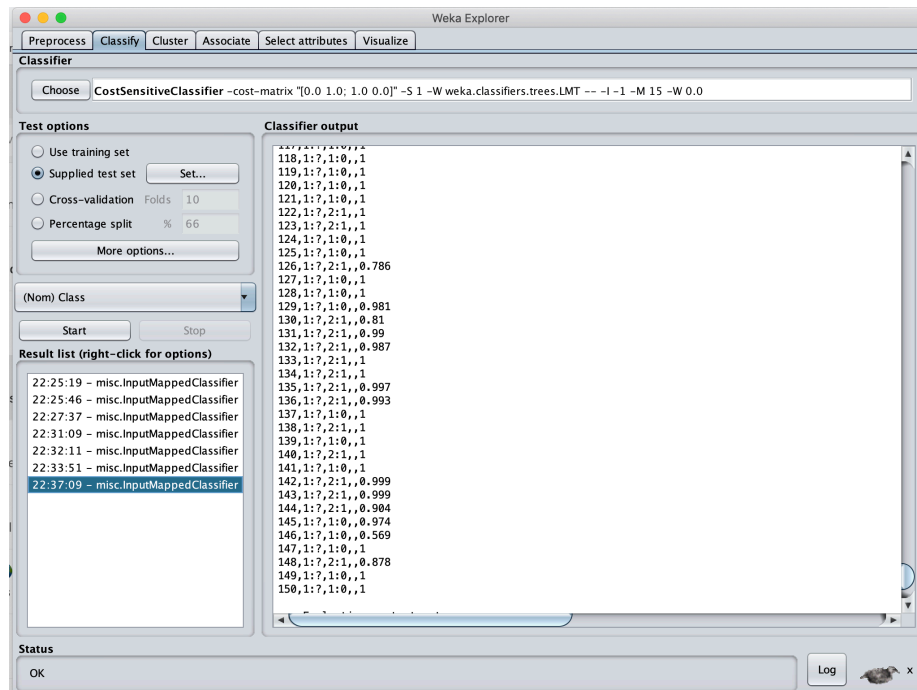 Weka Explorer
Preprocess Classify Cluster Associate Select attributes Visualize
Classifier
Choose CostSensitiveClassifier -cost-matrix "[0.0 1.0; 1.0 0.0]" -S 1 -W weka.classifiers.trees.LMT -- -I -1 -M 15 -W 0.0
Test options
Use training set
Supplied test set Set...
Cross-validation Folds 10
Percentage split % 66
More options...
(Nom) Class
Start Stop
Result list (right-click for options)
22:25:19 - misc.InputMappedClassifier
22:25:46 - misc.InputMappedClassifier
22:27:37 - misc.InputMappedClassifier
22:31:09 - misc.InputMappedClassifier
22:32:11 - misc.InputMappedClassifier
22:33:51 - misc.InputMappedClassifier
22:37:09 - misc.InputMappedClassifier
Classifier output
118,1:?,1:0,,1
119,1:?,1:0,,1
120,1:?,1:0,,1
121,1:?,1:0,,1
122,1:?,2:1,,1
123,1:?,2:1,,1
124,1:?,1:0,,1
125,1:?,1:0,,1
126,1:?,2:1,,0.786
127,1:?,1:0,,1
128,1:?,1:0,,1
129,1:?,1:0,,0.981
130,1:?,2:1,,0.81
131,1:?,2:1,,0.99
132,1:?,2:1,,0.987
133,1:?,2:1,,1
134,1:?,2:1,,1
135,1:?,2:1,,0.997
136,1:?,2:1,,0.993
137,1:?,1:0,,1
138,1:?,2:1,,1
139,1:?,1:0,,1
140,1:?,2:1,,1
141,1:?,1:0,,1
142,1:?,2:1,,0.999
143,1:?,2:1,,0.999
144,1:?,2:1,,0.904
145,1:?,1:0,,0.974
146,1:?,1:0,,0.569
147,1:?,1:0,,1
148,1:?,2:1,,0.878
149,1:?,1:0,,1
150,1:?,1:0,,1
Status
OK
Log
x